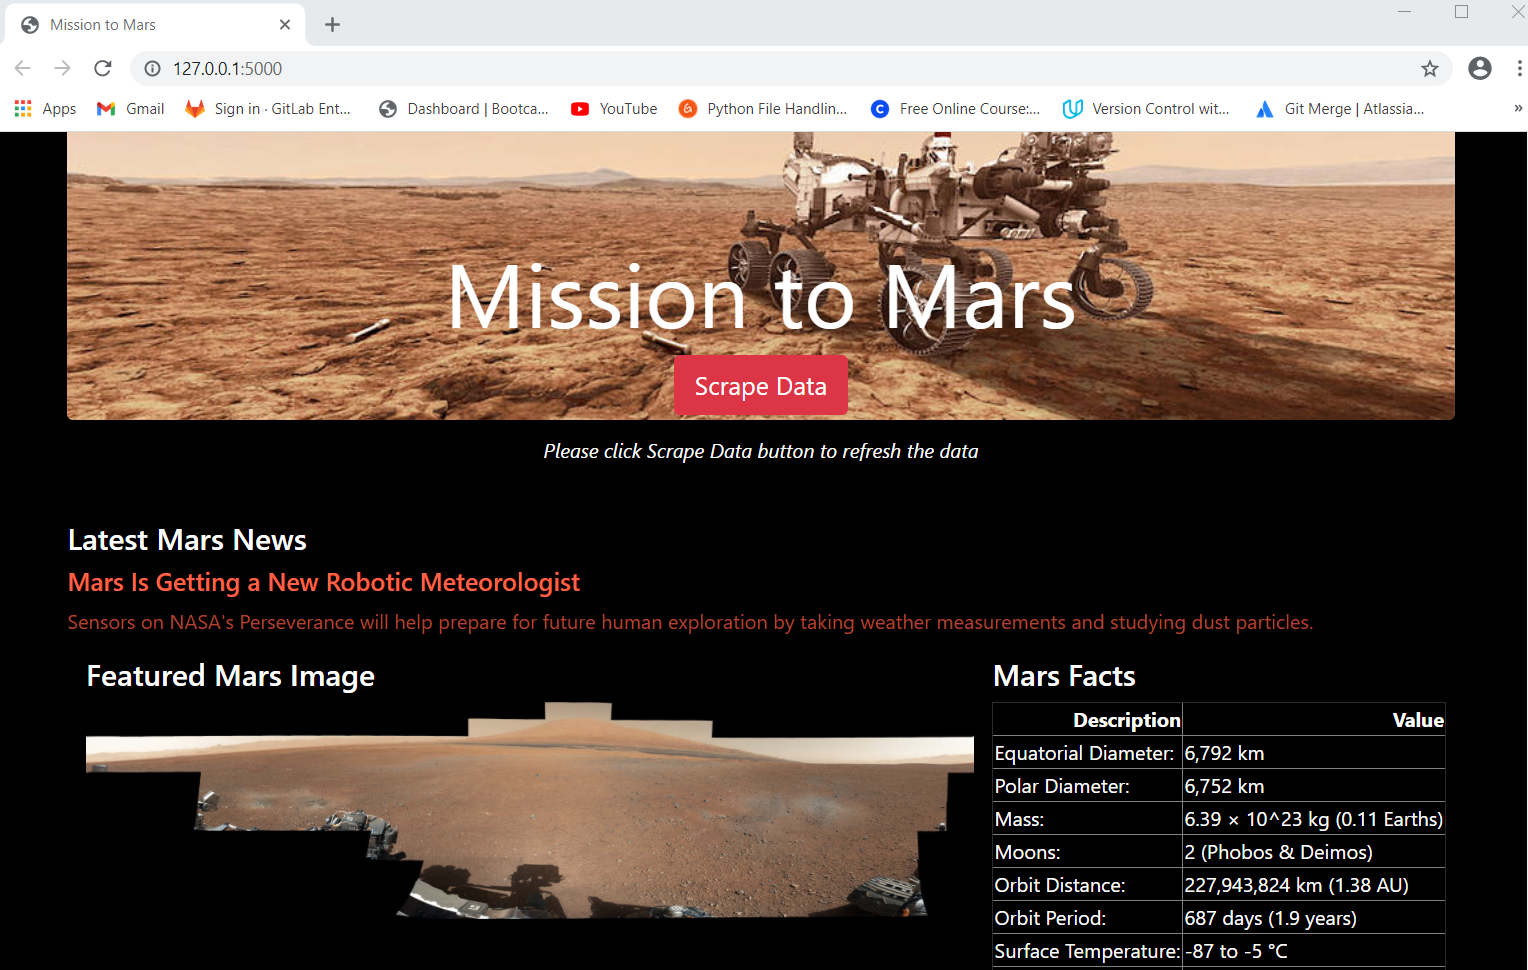 Mission to Mars
127.0.0.1:5000
Apps Gmail Sign in · GitLab Ent... Dashboard | Bootca... YouTube Python File Handlin... Free Online Course:... Version Control wit... Git Merge | Atlassia... »
Mission to Mars
Scrape Data
Please click Scrape Data button to refresh the data
Latest Mars News
Mars Is Getting a New Robotic Meteorologist
Sensors on NASA's Perseverance will help prepare for future human exploration by taking weather measurements and studying dust particles.
Featured Mars Image
Mars Facts
Description Value
Equatorial Diameter: 6,792 km
Polar Diameter: 6,752 km
Mass: 6.39 × 10^23 kg (0.11 Earths)
Moons: 2 (Phobos & Deimos)
Orbit Distance: 227,943,824 km (1.38 AU)
Orbit Period: 687 days (1.9 years)
Surface Temperature: -87 to -5 °C